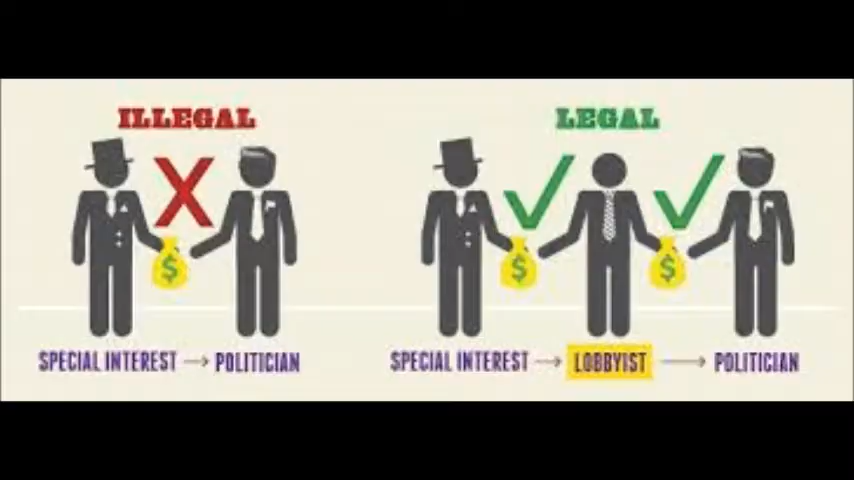 ILLEGAL
LEGAL
X
$
$
$
SPECIAL INTEREST → POLITICIAN
SPECIAL INTEREST → LOBBYIST → POLITICIAN